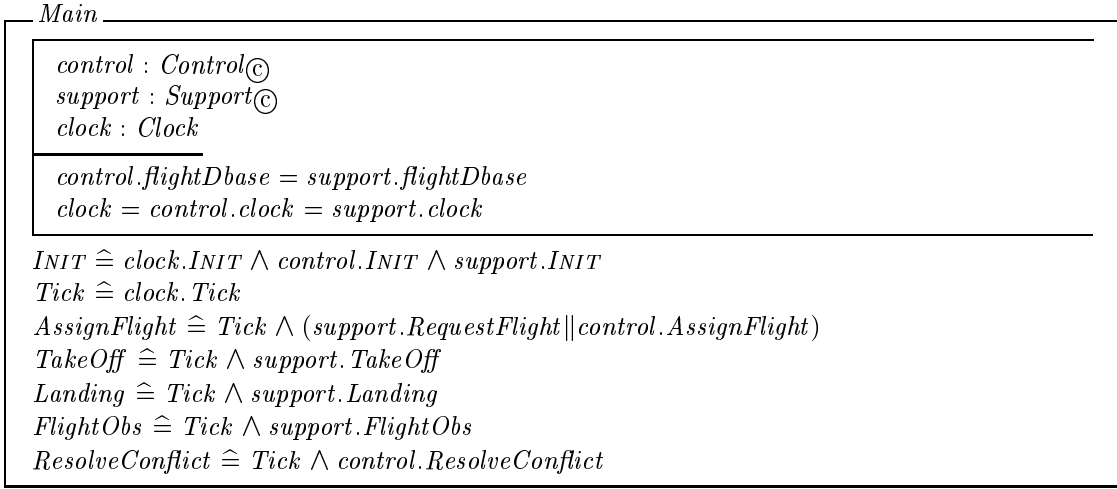 Main
control : Control©
support : Support©
clock : Clock
control.flightDbase = support.flightDbase
clock = control.clock = support.clock
INIT ≙ clock.INIT ∧ control.INIT ∧ support.INIT
Tick ≙ clock.Tick
AssignFlight ≙ Tick ∧ (support.RequestFlight||control.AssignFlight)
TakeOff ≙ Tick ∧ support.TakeOff
Landing ≙ Tick ∧ support.Landing
FlightObs ≙ Tick ∧ support.FlightObs
ResolveConflict ≙ Tick ∧ control.ResolveConflict